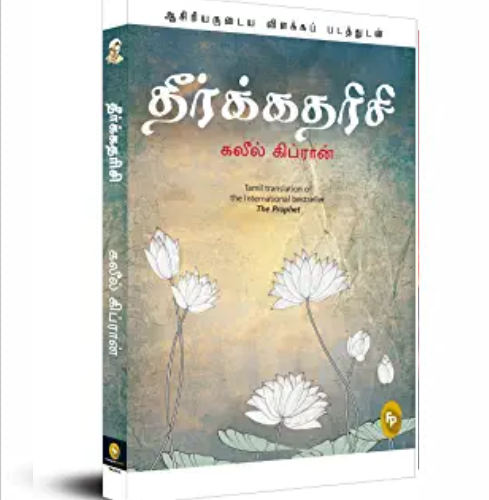 ஆசிரியருடைய விளக்கப் படத்துடன்
தீர்க்கதரிசி
கலீல் கிப்ரான்
Tamil translation of
the International bestseller
The Prophet
தீர்க்கதரிசி
கலீல் கிப்ரான்
FP